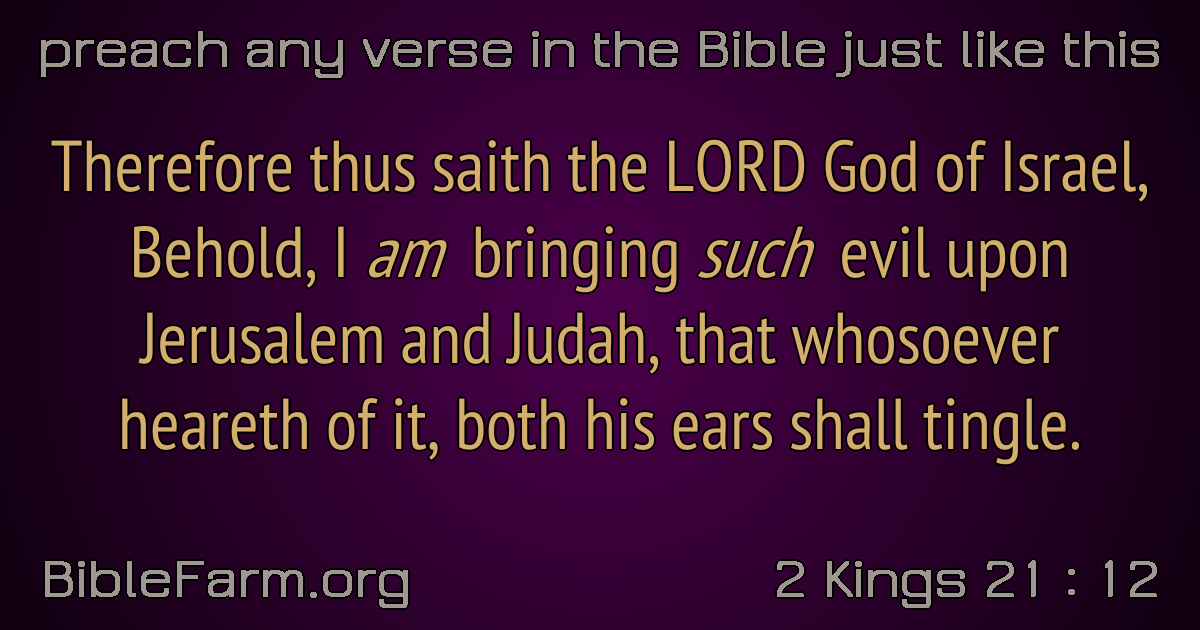 preach any verse in the Bible just like this
Therefore thus saith the LORD God of Israel,
Behold, I am bringing such evil upon
Jerusalem and Judah, that whosoever
heareth of it, both his ears shall tingle.
BibleFarm.org
2 Kings 21 : 12